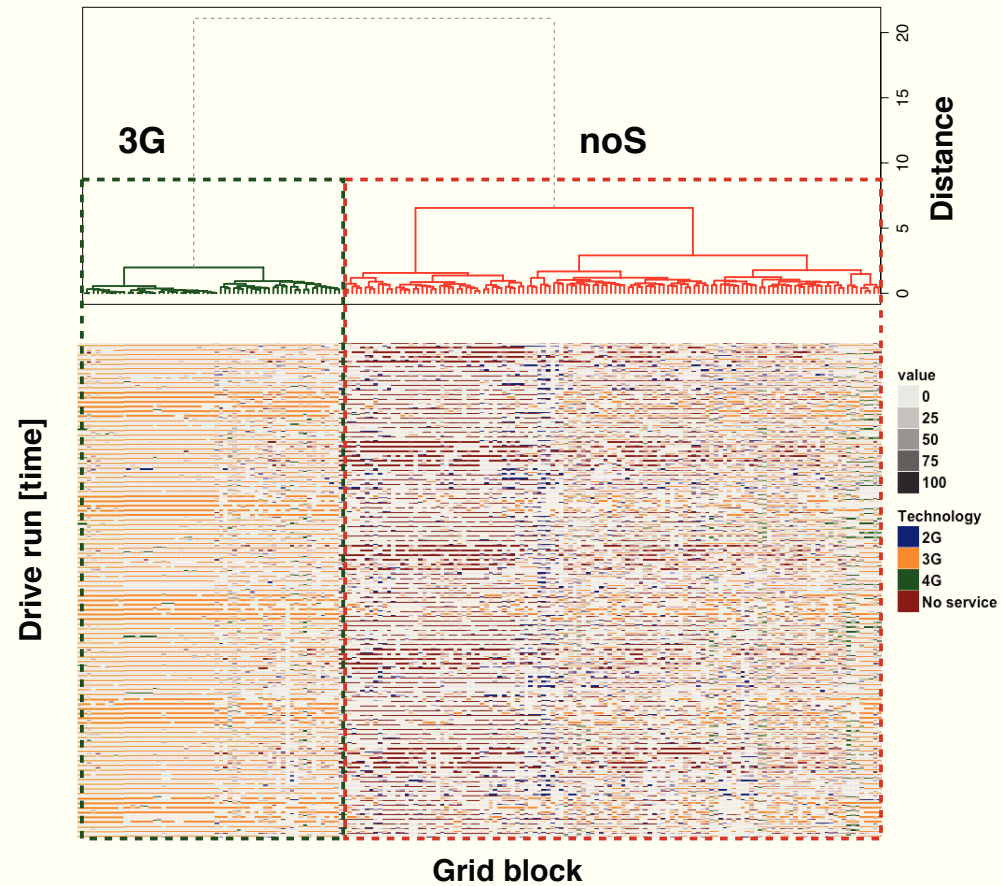 3G
noS
20
15
10
5
0
Distance
Drive run [time]
value
0
25
50
75
100
Technology
2G
3G
4G
No service
Grid block